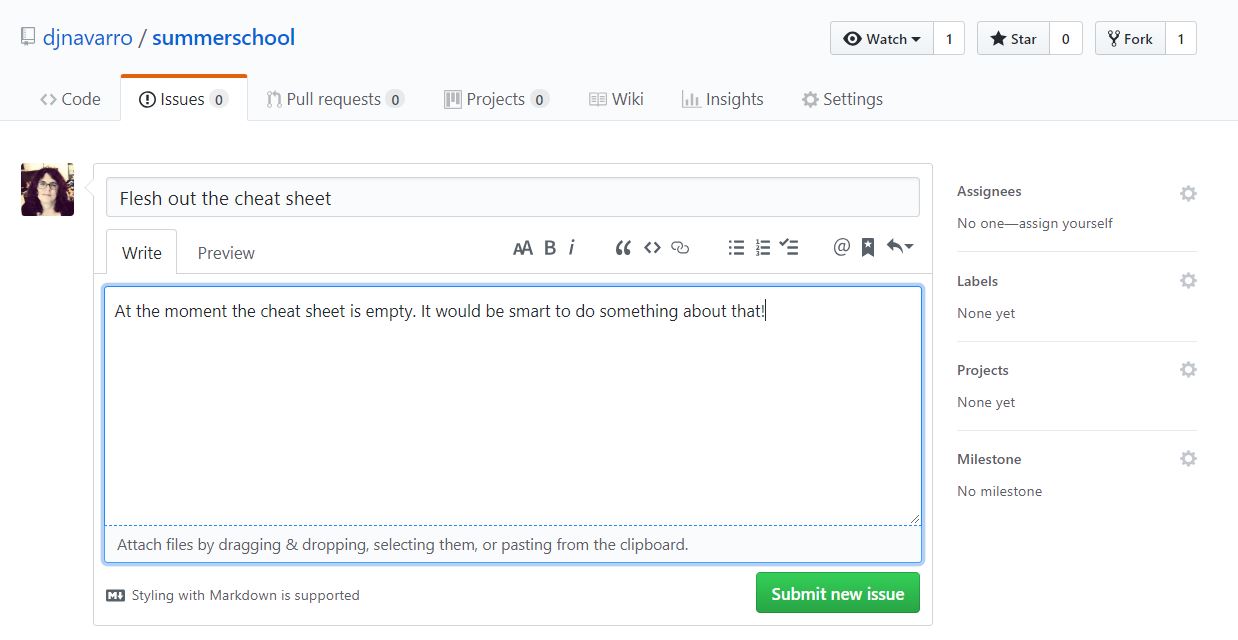 djnavarro / summerschool
Watch 1 Star 0 Fork 1
Code Issues 0 Pull requests 0 Projects 0 Wiki Insights Settings
Flesh out the cheat sheet
Write Preview
AA B i
At the moment the cheat sheet is empty. It would be smart to do something about that!
Attach files by dragging & dropping, selecting them, or pasting from the clipboard.
Styling with Markdown is supported
Submit new issue
Assignees
No one—assign yourself
Labels
None yet
Projects
None yet
Milestone
No milestone